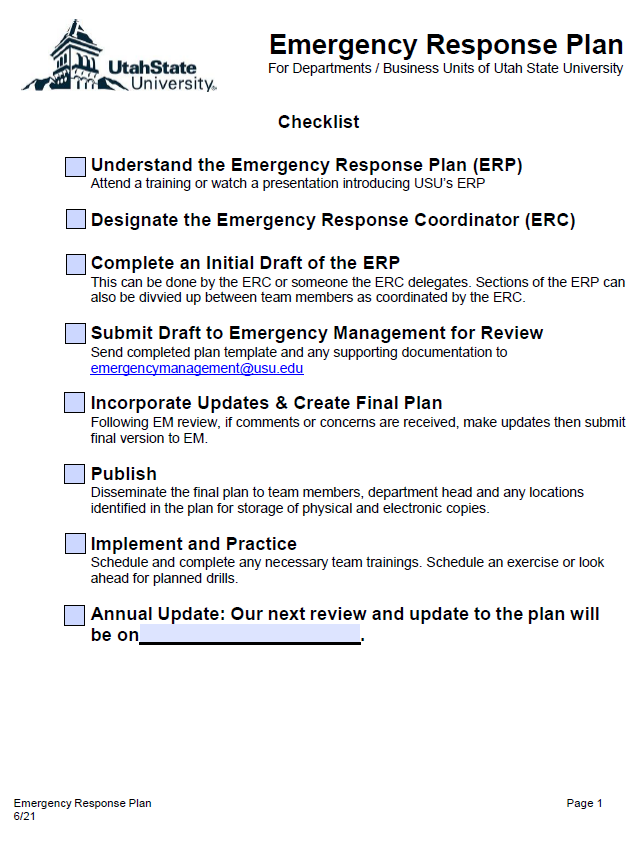 UtahState
University®
Emergency Response Plan
For Departments / Business Units of Utah State University
Checklist
Understand the Emergency Response Plan (ERP)
Attend a training or watch a presentation introducing USU's ERP
Designate the Emergency Response Coordinator (ERC)
Complete an Initial Draft of the ERP
This can be done by the ERC or someone the ERC delegates. Sections of the ERP can
also be divvied up between team members as coordinated by the ERC.
Submit Draft to Emergency Management for Review
Send completed plan template and any supporting documentation to
emergencymanagement@usu.edu
Incorporate Updates & Create Final Plan
Following EM review, if comments or concerns are received, make updates then submit
final version to EM.
Publish
Disseminate the final plan to team members, department head and any locations
identified in the plan for storage of physical and electronic copies.
Implement and Practice
Schedule and complete any necessary team trainings. Schedule an exercise or look
ahead for planned drills.
Annual Update: Our next review and update to the plan will
be on .
Emergency Response Plan Page 1
6/21